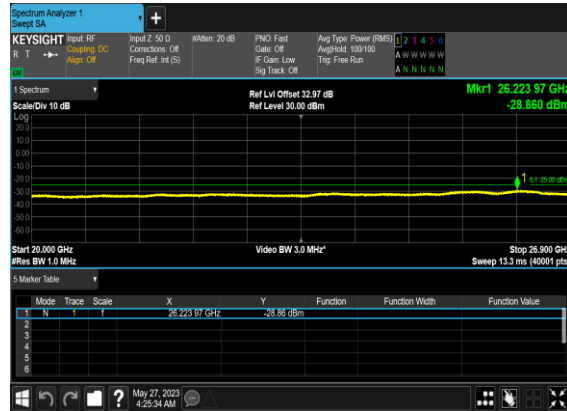 Spectrum Analyzer 1
Swept SA
+
KEYSIGHT Input: RF Input Z: 50 Ω #Atten: 20 dB PNO: Fast Avg Type: Power (RMS) 1 2 3 4 5 6
R T Coupling: DC Corrections: Off Gate: Off Avg|Hold: 100/100 A W W W W W
Align: Off Freq Ref: Int (S) IF Gain: Low Trig: Free Run
LW Sig Track: Off A N N N N N
1 Spectrum Ref Lvl Offset 32.97 dB Mkr1 26.223 97 GHz
Scale/Div 10 dB Ref Level 30.00 dBm -28.860 dBm
Log
20.0
10.0
0.00
-10.0
-20.0
1 DL1 -25.00 dBm
-30.0
-40.0
-50.0
-60.0
Start 20.000 GHz Video BW 3.0 MHz* Stop 26.900 GHz
#Res BW 1.0 MHz Sweep 13.3 ms (40001 pts)
5 Marker Table
Mode Trace Scale X Y Function Function Width Function Value
1 N 1 f 26.223 97 GHz -28.86 dBm
2
3
4
5
6
? May 27, 2023
4:25:34 AM